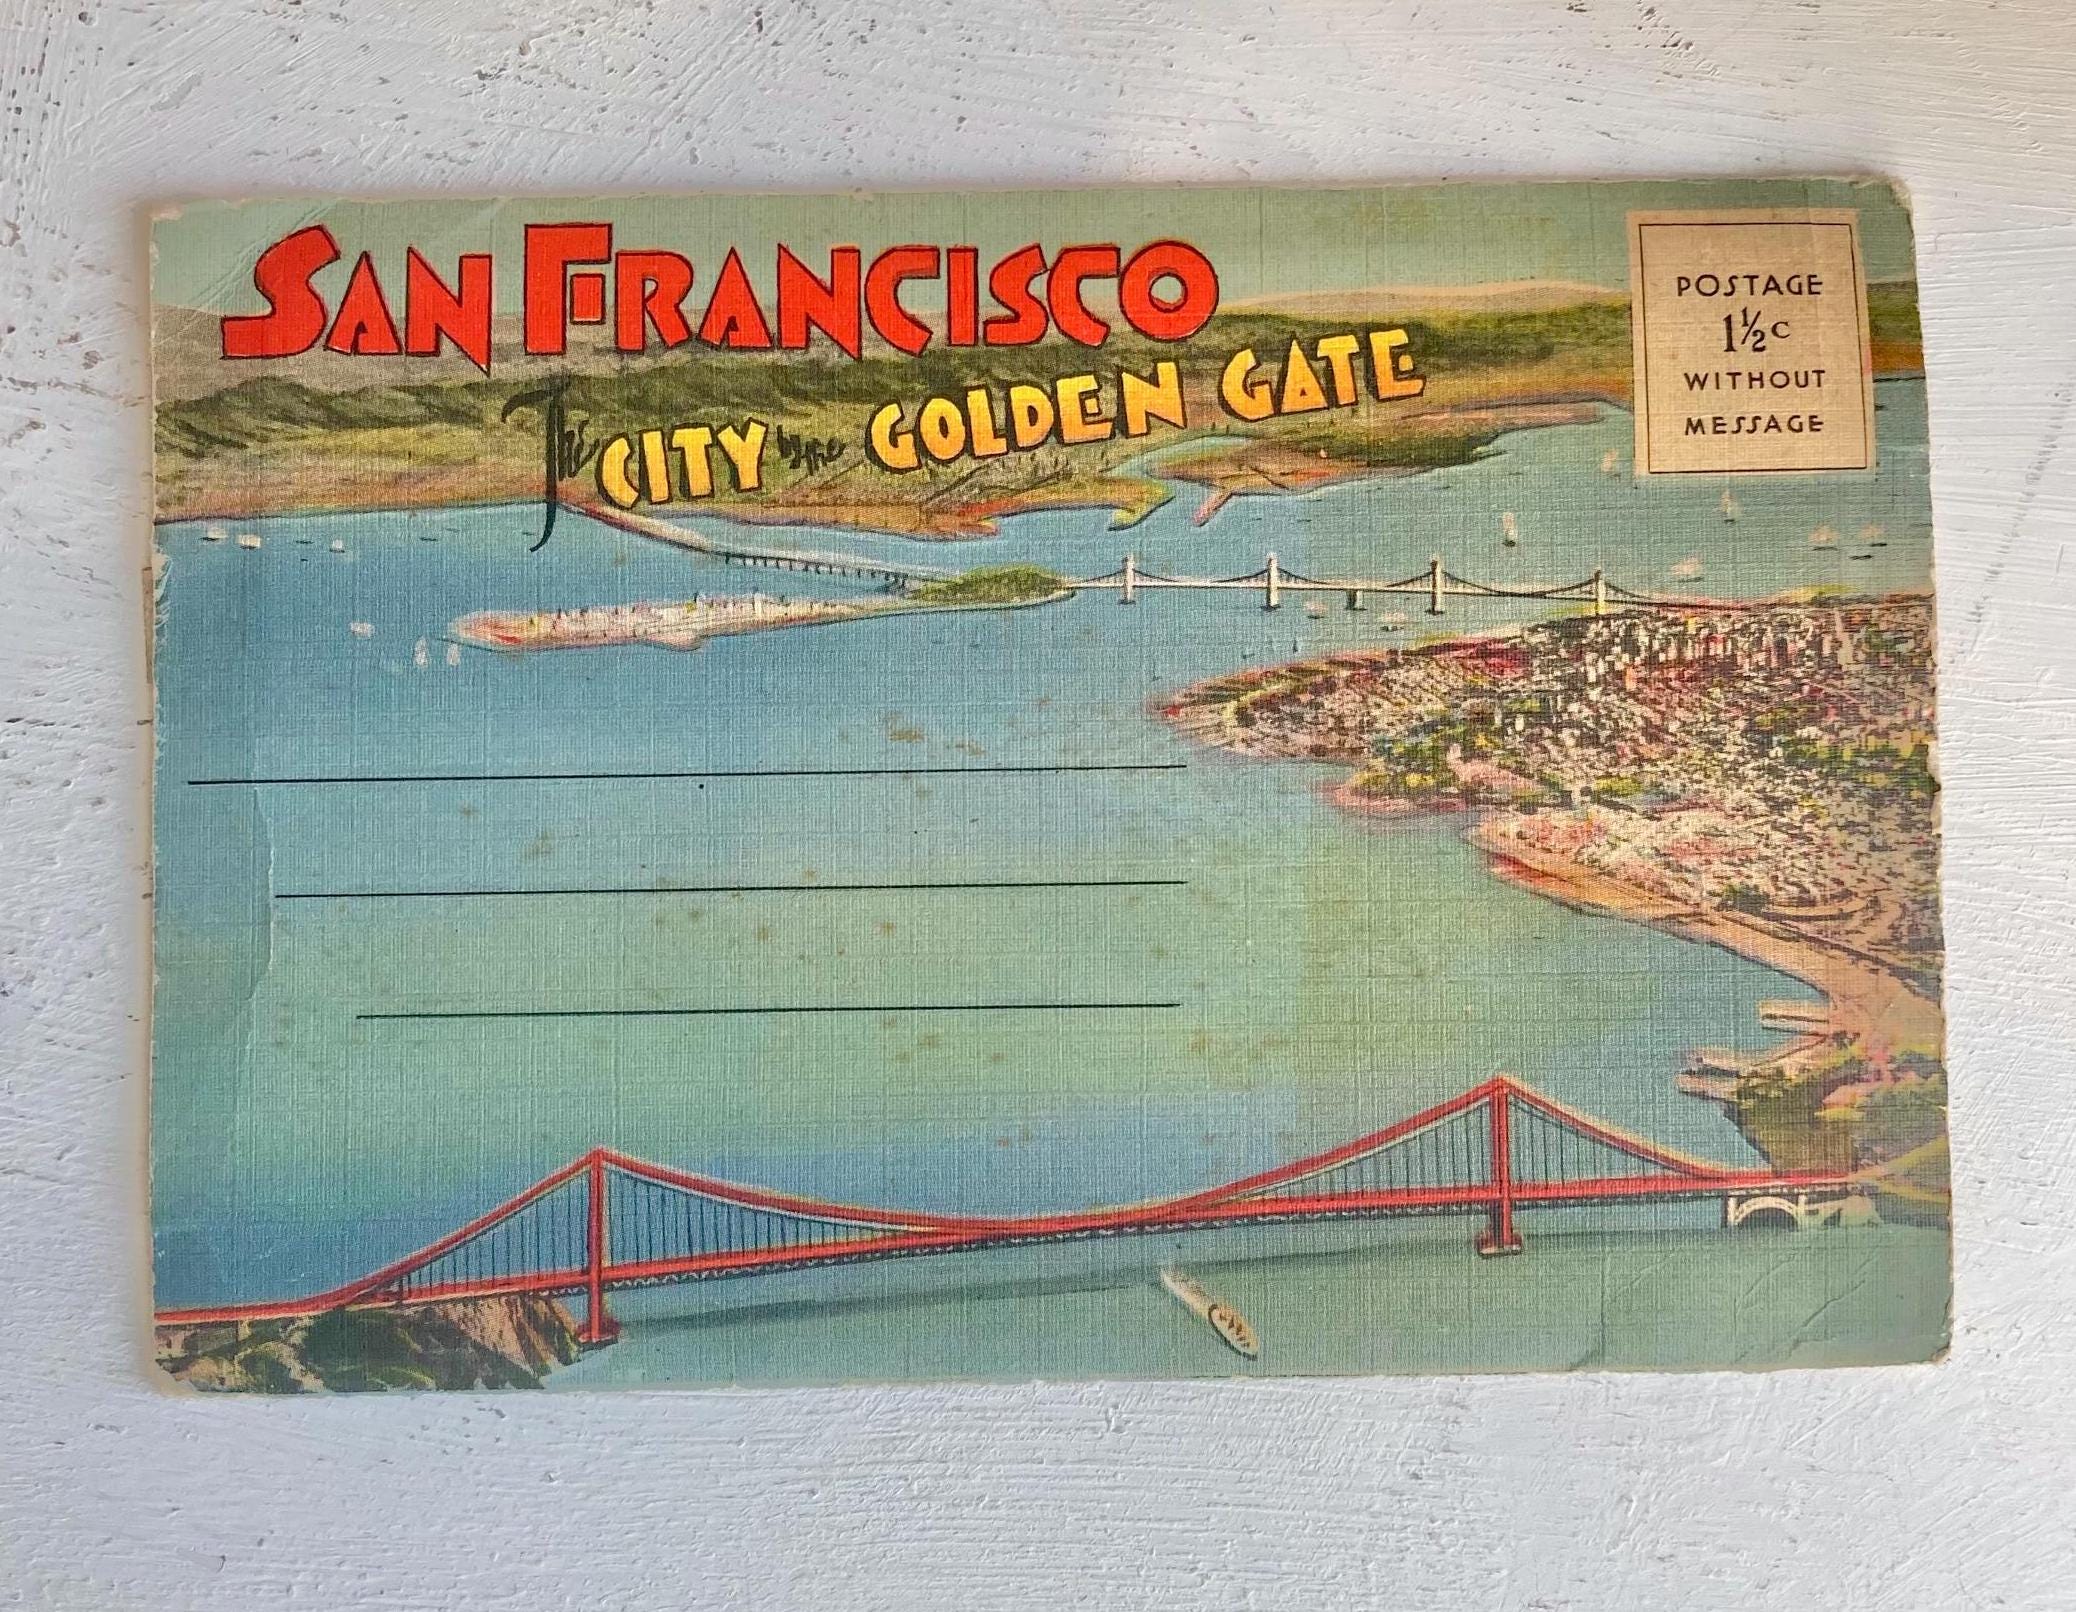 SAN FRANCISCO
The CITY by the GOLDEN GATE
POSTAGE
1½c
WITHOUT
MESSAGE